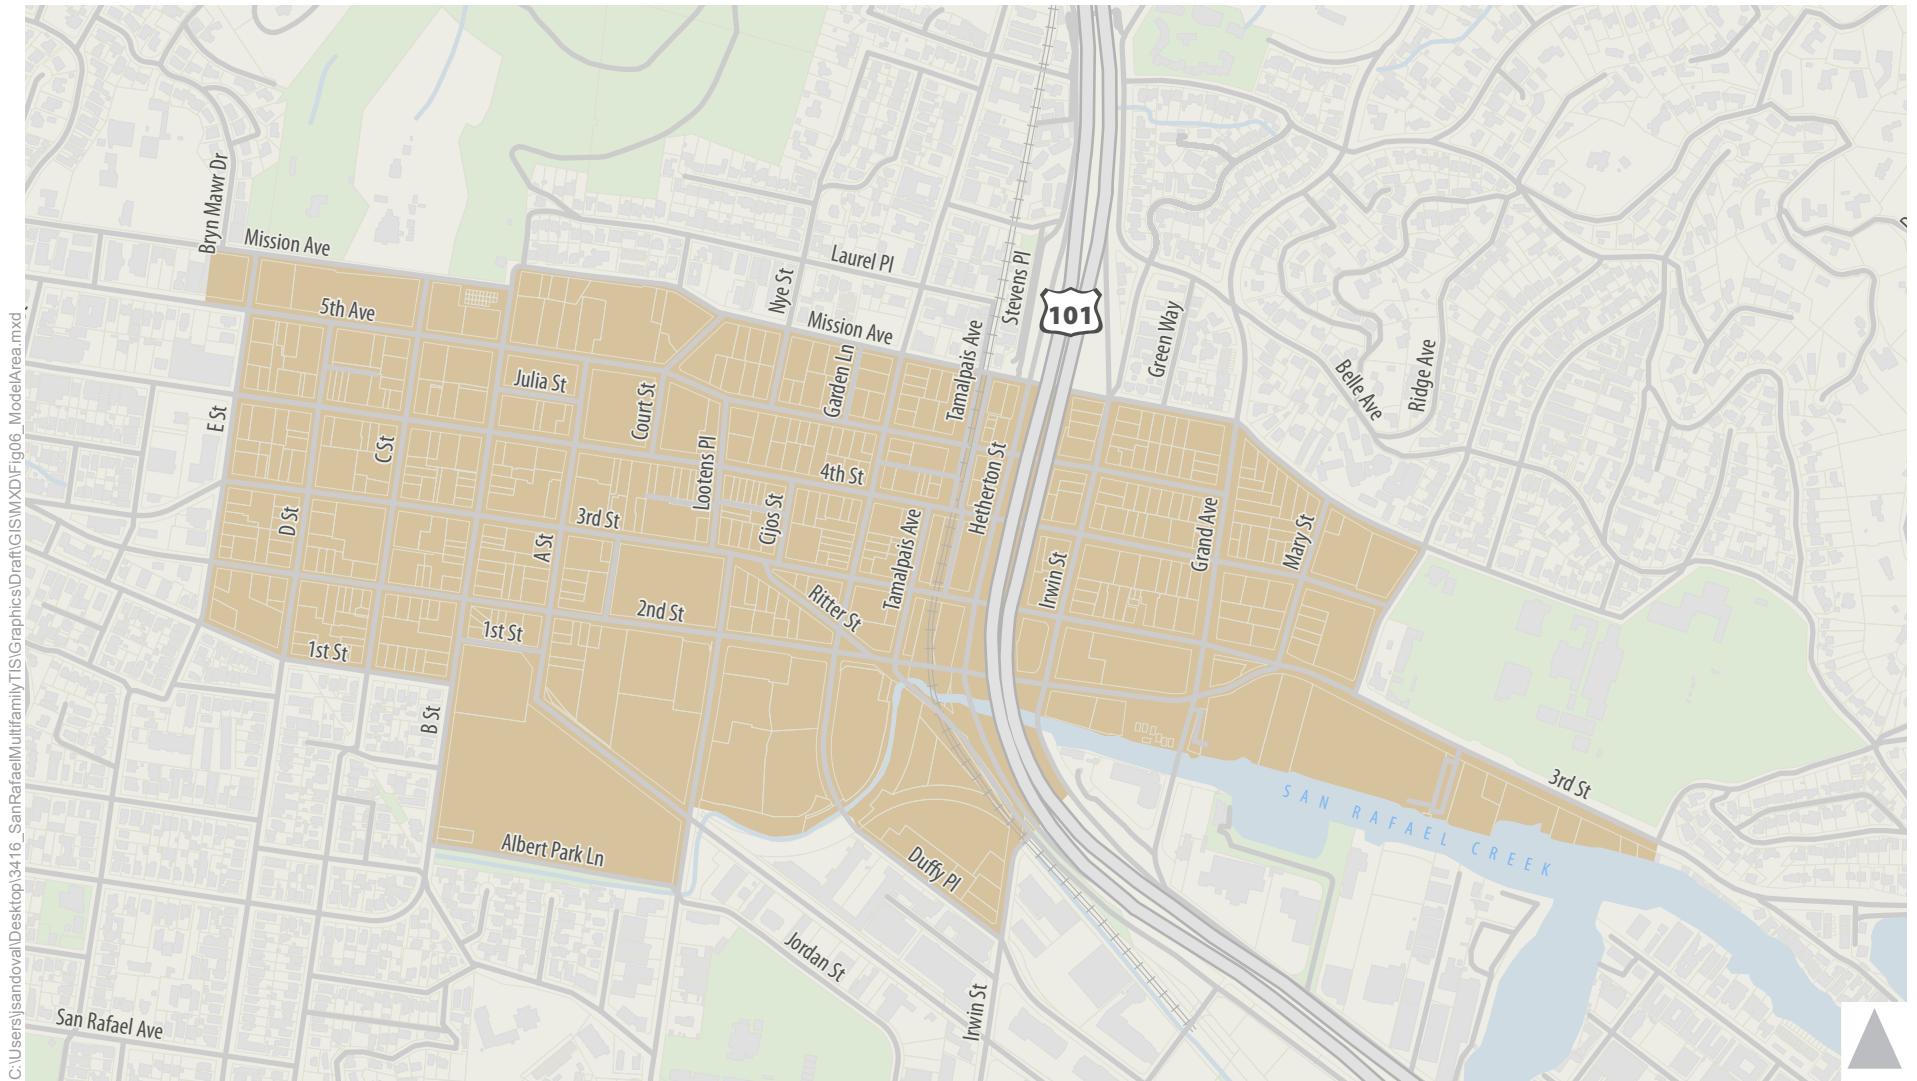 Bryn Mawr Dr
Mission Ave
Laurel Pl
Stevens Pl
Nye St
101
5th Ave
Mission Ave
Tamalpais Ave
Green Way
Belle Ave
Ridge Ave
Julia St
Garden Ln
Court St
E St
C St
Lootens Pl
4th St
Hetherton St
D St
3rd St
Cijos St
A St
Tamalpais Ave
Grand Ave
Mary St
Irwin St
Ritter St
2nd St
1st St
1st St
B St
3rd St
SAN RAFAEL CREEK
Albert Park Ln
Duffy Pl
Jordan St
Irwin St
San Rafael Ave
C:\Users\jsandoval\Desktop\3416_SanRafaelMultifamilyTIS\Graphics\Draft\GIS\MXD\Fig06_ModelArea.mxd